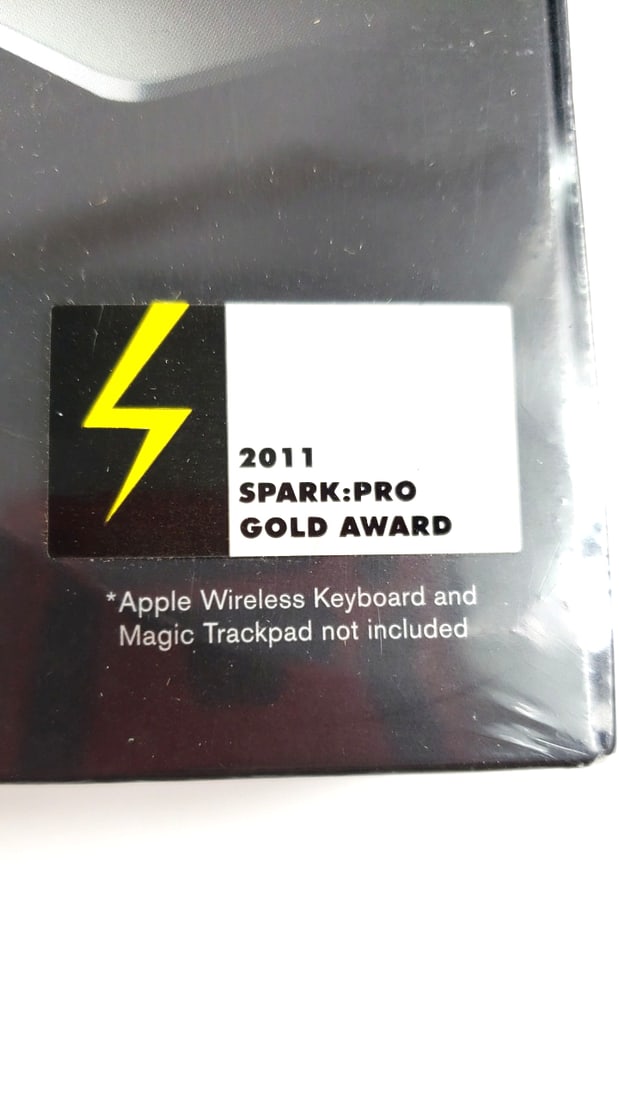 2011
SPARK:PRO
GOLD AWARD
*Apple Wireless Keyboard and
Magic Trackpad not included